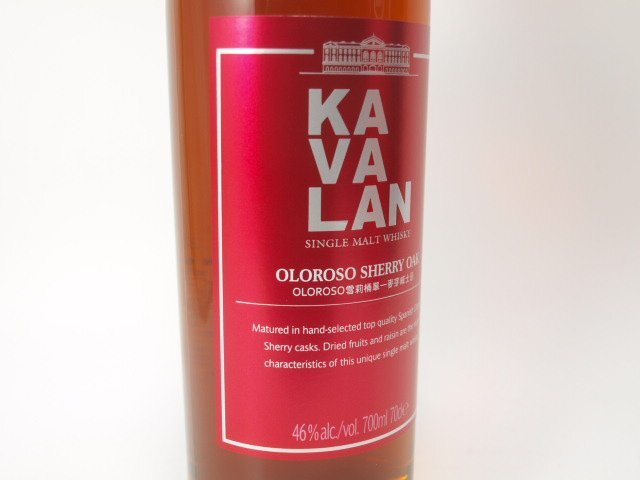 KA
VA
LAN
SINGLE MALT WHISKY
OLOROSO SHERRY OAK
OLOROSO雪莉桶單一麥芽威士忌
Matured in hand-selected top quality Spanish
Sherry casks. Dried fruits and raisin are the
characteristics of this unique single malt
46%alc./vol. 700ml 70cl℮